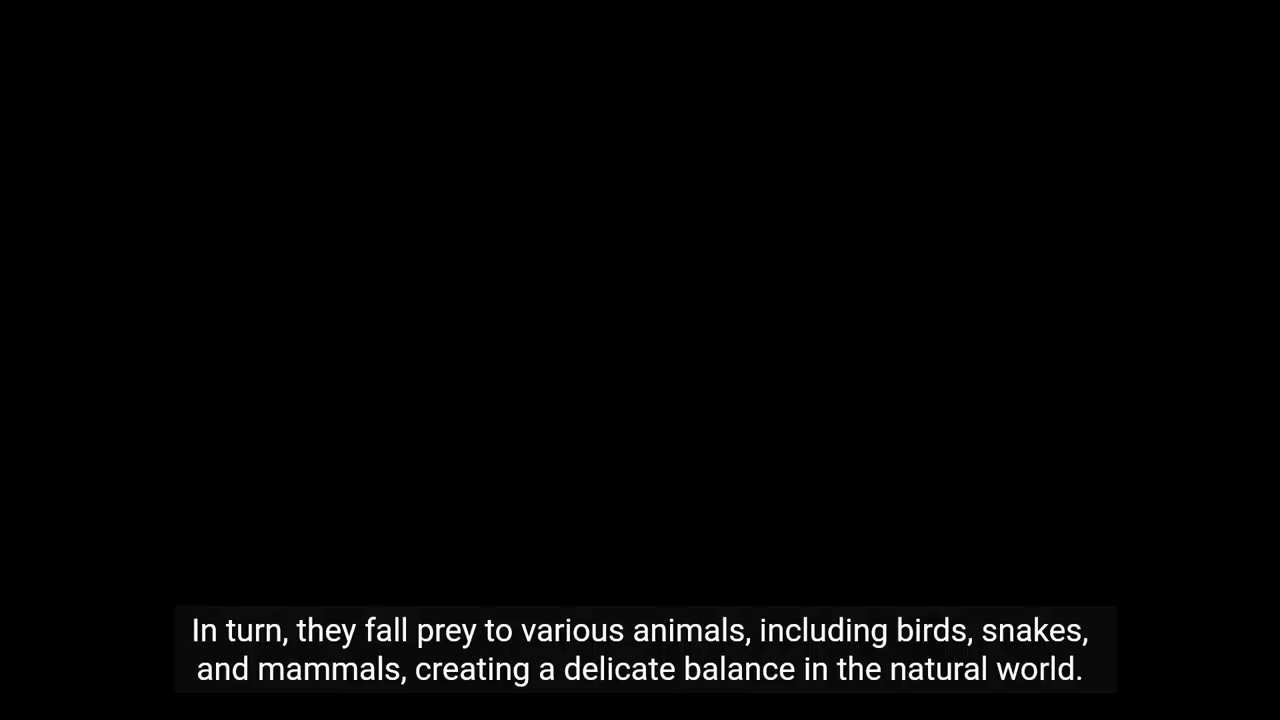 In turn, they fall prey to various animals, including birds, snakes,
and mammals, creating a delicate balance in the natural world.